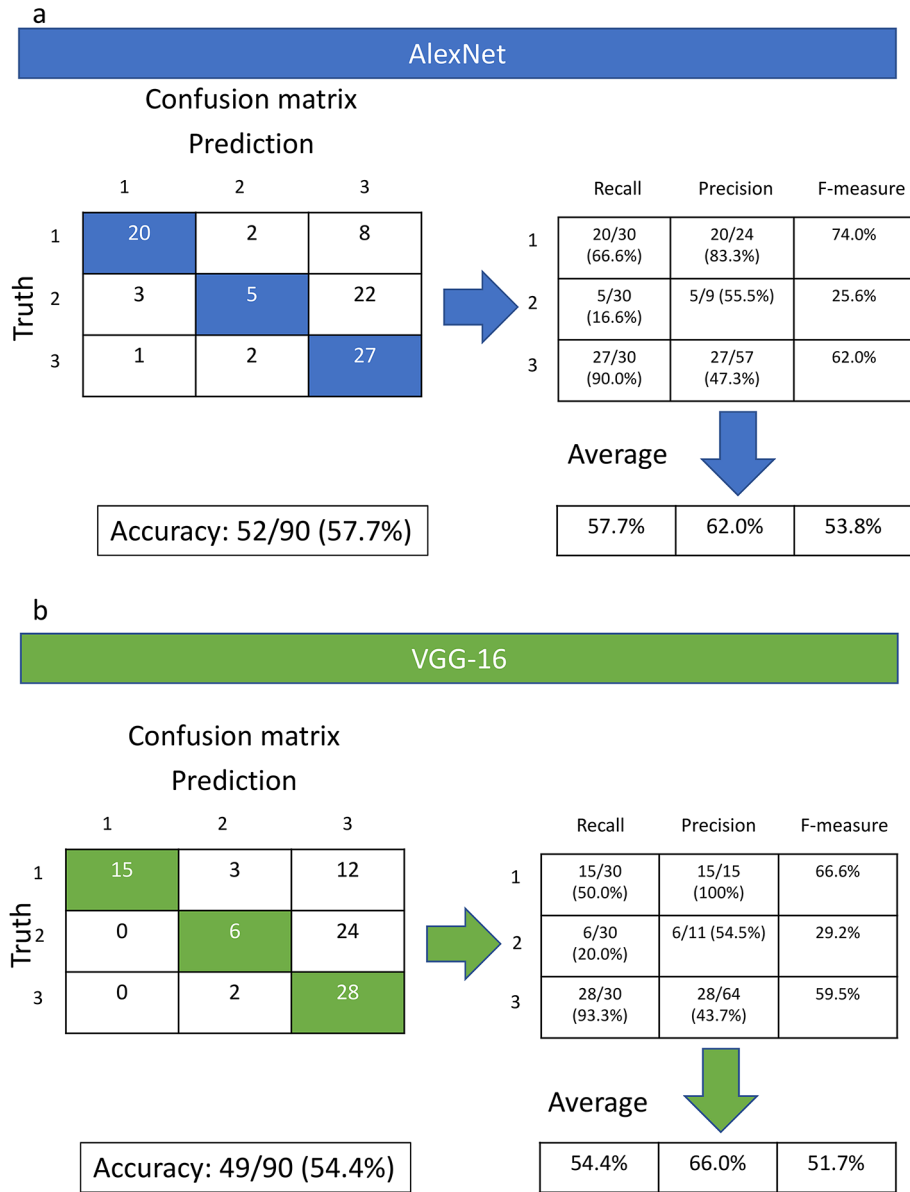 a
AlexNet
Confusion matrix
Prediction
1 2 3
Recall Precision F-measure
Truth
1 20 2 8
2 3 5 22
3 1 2 27
1 20/30 (66.6%) 20/24 (83.3%) 74.0%
2 5/30 (16.6%) 5/9 (55.5%) 25.6%
3 27/30 (90.0%) 27/57 (47.3%) 62.0%
Average
Accuracy: 52/90 (57.7%)
57.7% 62.0% 53.8%
b
VGG-16
Confusion matrix
Prediction
1 2 3
Recall Precision F-measure
Truth
1 15 3 12
2 0 6 24
3 0 2 28
1 15/30 (50.0%) 15/15 (100%) 66.6%
2 6/30 (20.0%) 6/11 (54.5%) 29.2%
3 28/30 (93.3%) 28/64 (43.7%) 59.5%
Average
Accuracy: 49/90 (54.4%)
54.4% 66.0% 51.7%